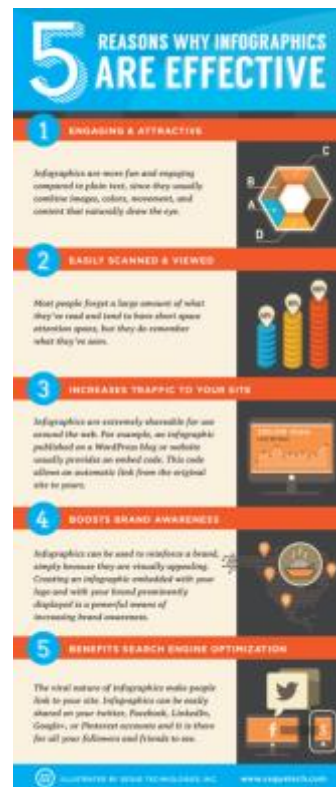 5 REASONS WHY INFOGRAPHICS
ARE EFFECTIVE
1 ENGAGING & ATTRACTIVE
Infographics are more fun and engaging
compared to plain text, since they usually
combine images, colors, movement, and
content that naturally draw the eye.
C
B
A
D
2 EASILY SCANNED & VIEWED
Most people forget a large amount of what
they've read and tend to have short space
attention spans, but they do remember
what they've seen.
3 INCREASES TRAFFIC TO YOUR SITE
Infographics are extremely shareable for use
around the web. For example, an infographic
published on a WordPress blog or website
usually provides an embed code. This code
allows an automatic link from the original
site to yours.
4 BOOSTS BRAND AWARENESS
Infographics can be used to reinforce a brand,
simply because they are visually appealing.
Creating an infographic embedded with your
logo and with your brand prominently
displayed is a powerful means of
increasing brand awareness.
5 BENEFITS SEARCH ENGINE OPTIMIZATION
The viral nature of infographics make people
link to your site. Infographics can be easily
shared on your twitter, Facebook, LinkedIn,
Google+, or Pinterest accounts and it is there
for all your followers and friends to see.
f
ILLUSTRATED BY TECHNOLOGIES, INC.